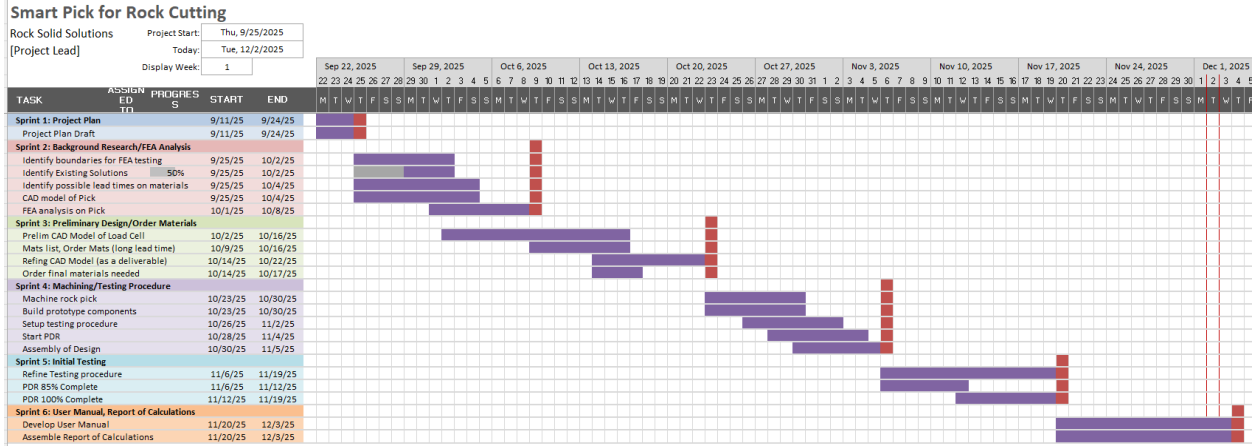 Smart Pick for Rock Cutting
Rock Solid Solutions Project Start: Thu, 9/25/2025
[Project Lead] Today: Tue, 12/2/2025
Display Week: 1
Sep 22, 2025 Sep 29, 2025 Oct 6, 2025 Oct 13, 2025 Oct 20, 2025 Oct 27, 2025 Nov 3, 2025 Nov 10, 2025 Nov 17, 2025 Nov 24, 2025 Dec 1, 2025
22 23 24 25 26 27 28 29 30 1 2 3 4 5 6 7 8 9 10 11 12 13 14 15 16 17 18 19 20 21 22 23 24 25 26 27 28 29 30 31 1 2 3 4 5 6 7 8 9 10 11 12 13 14 15 16 17 18 19 20 21 22 23 24 25 26 27 28 29 30 1 2 3 4 5
TASK ASSIGNED TO PROGRESS START END M T W T F S S M T W T F S S M T W T F S S M T W T F S S M T W T F S S M T W T F S S M T W T F S S M T W T F S S M T W T F S S M T W T F S S M T W T F
Sprint 1: Project Plan 9/11/25 9/24/25
Project Plan Draft 9/11/25 9/24/25
Sprint 2: Background Research/FEA Analysis
Identify boundaries for FEA testing 9/25/25 10/2/25
Identify Existing Solutions 50% 9/25/25 10/2/25
Identify possible lead times on materials 9/25/25 10/4/25
CAD model of Pick 9/25/25 10/4/25
FEA analysis on Pick 10/1/25 10/8/25
Sprint 3: Preliminary Design/Order Materials
Prelim CAD Model of Load Cell 10/2/25 10/16/25
Mats list, Order Mats (long lead time) 10/9/25 10/16/25
Refing CAD Model (as a deliverable) 10/14/25 10/22/25
Order final materials needed 10/14/25 10/17/25
Sprint 4: Machining/Testing Procedure
Machine rock pick 10/23/25 10/30/25
Build prototype components 10/23/25 10/30/25
Setup testing procedure 10/26/25 11/2/25
Start PDR 10/28/25 11/4/25
Assembly of Design 10/30/25 11/5/25
Sprint 5: Initial Testing
Refine Testing procedure 11/6/25 11/19/25
PDR 85% Complete 11/6/25 11/12/25
PDR 100% Complete 11/12/25 11/19/25
Sprint 6: User Manual, Report of Calculations
Develop User Manual 11/20/25 12/3/25
Assemble Report of Calculations 11/20/25 12/3/25